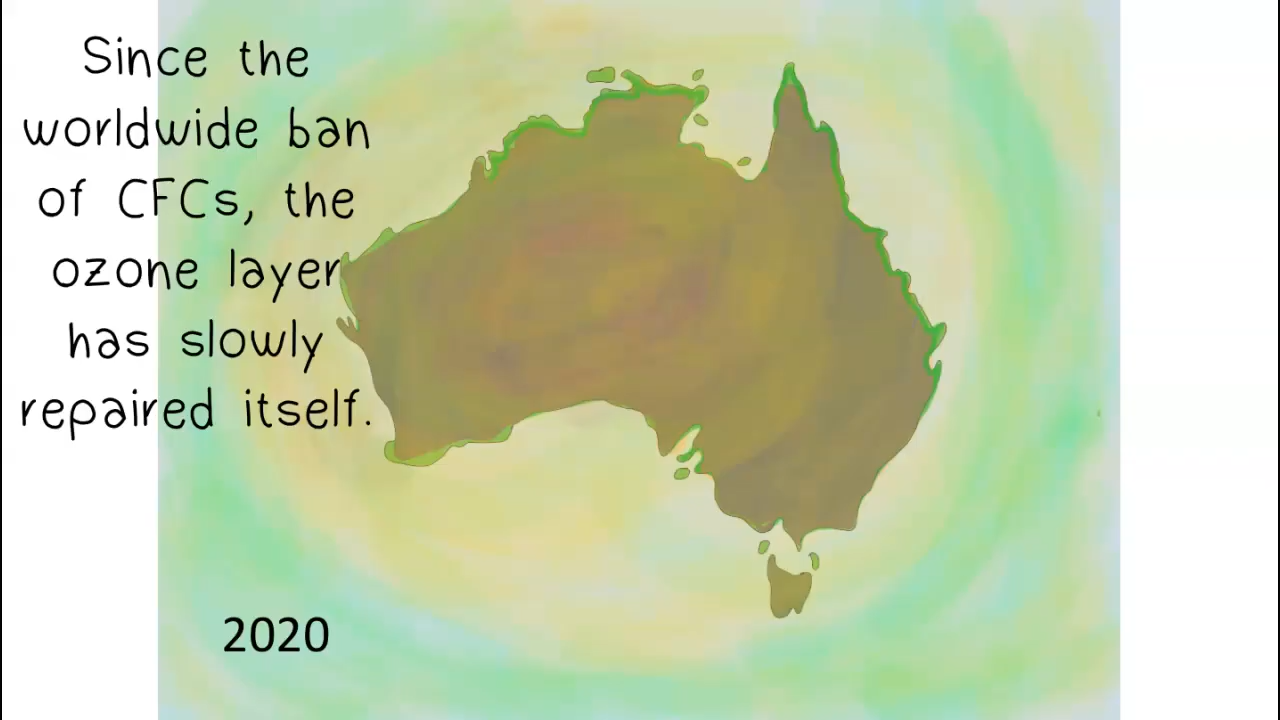 Since the
worldwide ban
of CFCs, the
ozone layer
has slowly
repaired itself.
2020